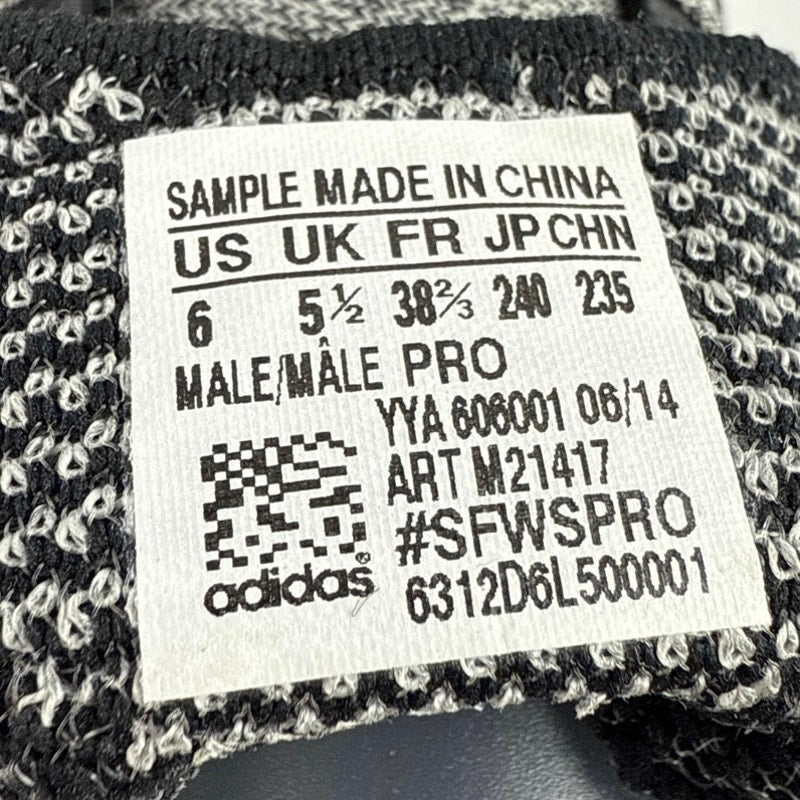 SAMPLE MADE IN CHINA
US UK FR JP CHN
6 5½ 38⅔ 240 235
MALE/MÂLE PRO
YYA 606001 06/14
ART M21417
#SFWSPRO
adidas® 6312D6L500001